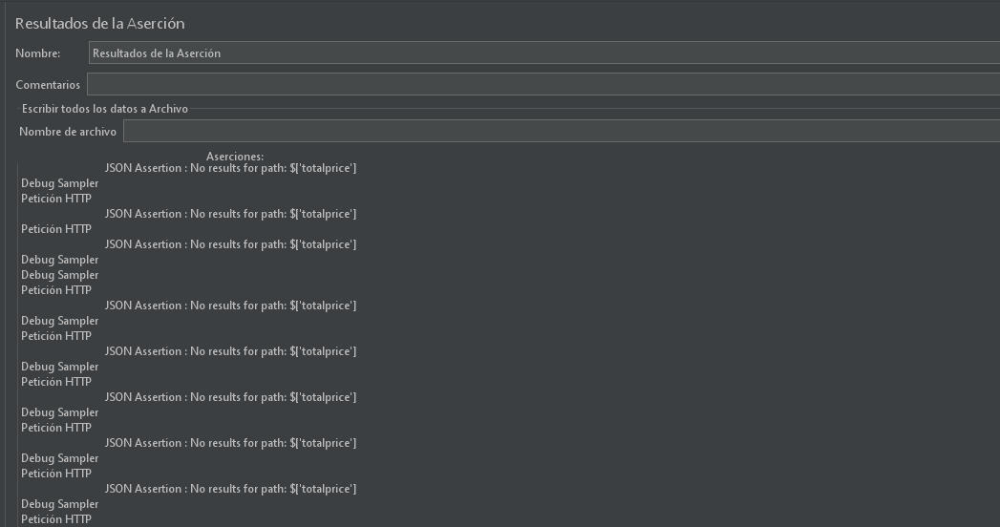 Resultados de la Aserción
Nombre: Resultados de la Aserción
Comentarios
Escribir todos los datos a Archivo
Nombre de archivo
Aserciones:
JSON Assertion : No results for path: $['totalprice']
Debug Sampler
Petición HTTP
JSON Assertion : No results for path: $['totalprice']
Petición HTTP
JSON Assertion : No results for path: $['totalprice']
Debug Sampler
Debug Sampler
Petición HTTP
JSON Assertion : No results for path: $['totalprice']
Debug Sampler
Petición HTTP
JSON Assertion : No results for path: $['totalprice']
Debug Sampler
Petición HTTP
JSON Assertion : No results for path: $['totalprice']
Debug Sampler
Petición HTTP
JSON Assertion : No results for path: $['totalprice']
Debug Sampler
Petición HTTP
JSON Assertion : No results for path: $['totalprice']
Debug Sampler
Petición HTTP